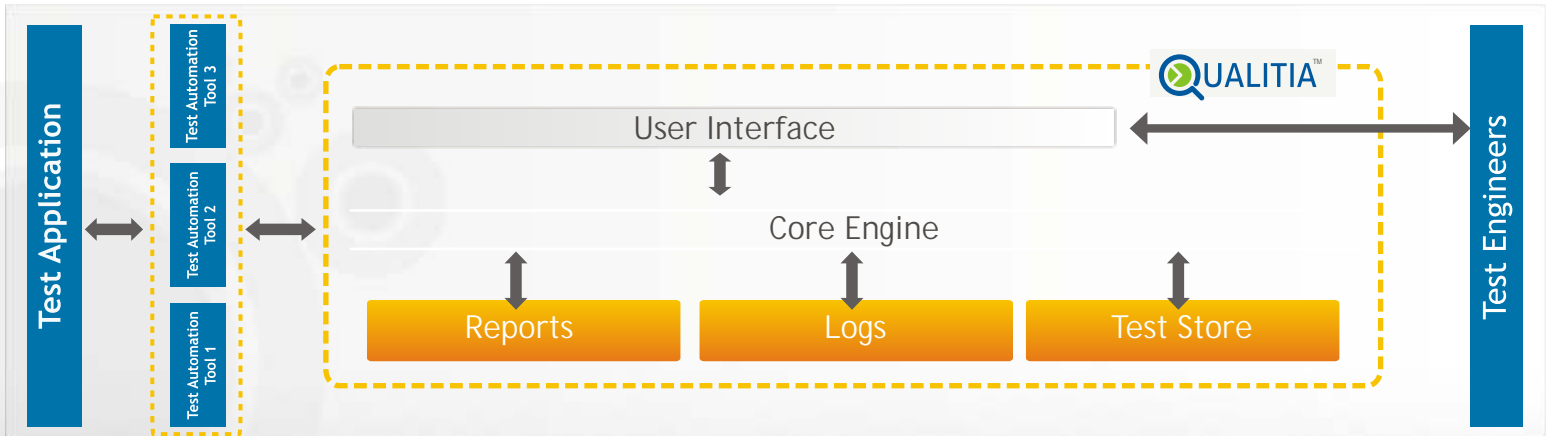 Test Application
Test Automation
Tool 3
Test Automation
Tool 2
Test Automation
Tool 1
QUALITIA™
User Interface
Core Engine
Reports
Logs
Test Store
Test Engineers